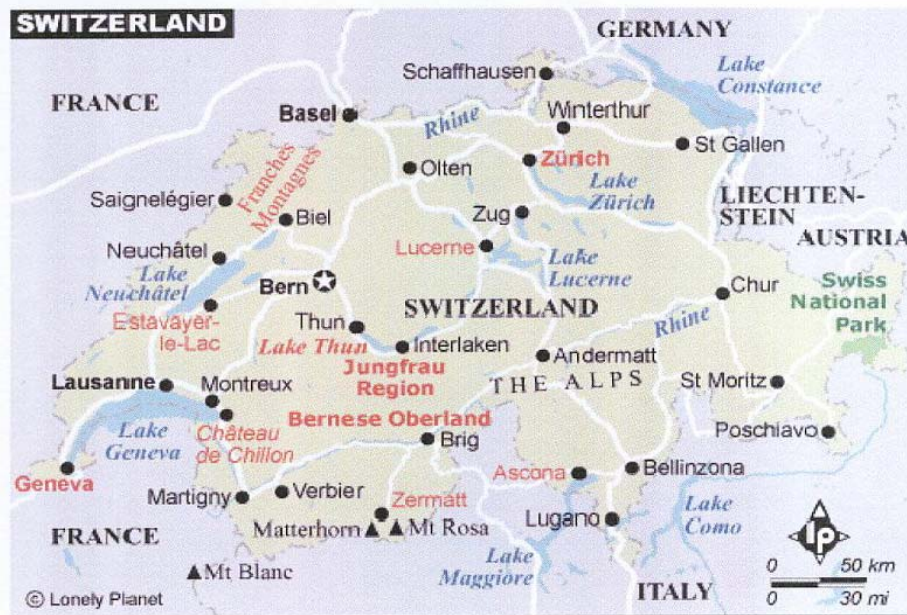 SWITZERLAND
GERMANY
Schaffhausen
Lake
Constance
FRANCE
Basel
Rhine
Winterthur
St Gallen
Olten
Zürich
Franches
Montagnes
Lake
Zürich
LIECHTEN-
STEIN
Saignelégier
Biel
Zug
AUSTRIA
Neuchâtel
Lucerne
Lake
Lucerne
Swiss
National
Park
Lake
Neuchâtel
Bern
Chur
SWITZERLAND
Estavayer-
le-Lac
Thun
Rhine
Lake Thun
Interlaken
Andermatt
Jungfrau
Region
THE ALPS
Lausanne
Montreux
St Moritz
Bernese Oberland
Lake
Geneva
Château
de Chillon
Brig
Poschiavo
Geneva
Ascona
Bellinzona
Martigny
Verbier
Zermatt
Lake
Como
Lugano
FRANCE
Matterhorn
Mt Rosa
lp
Lake
Maggiore
0 50 km
Mt Blanc
0 30 mi
© Lonely Planet
ITALY